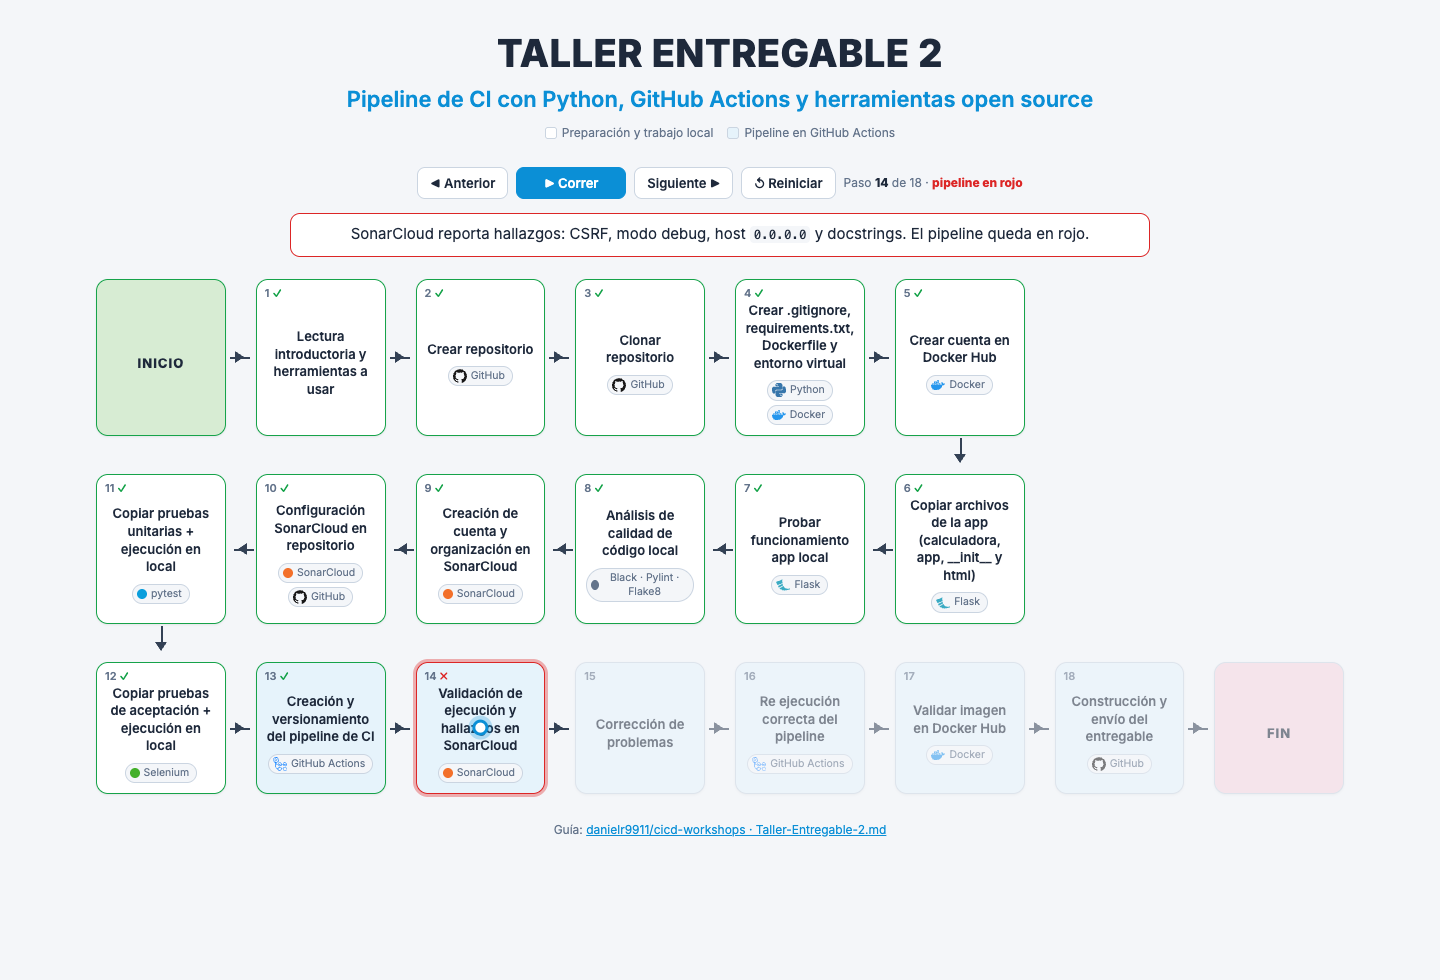 TALLER ENTREGABLE 2
Pipeline de CI con Python, GitHub Actions y herramientas open source
Preparación y trabajo local
Pipeline en GitHub Actions
◀ Anterior
▶ Correr
Siguiente ▶
↺ Reiniciar
Paso 14 de 18 · pipeline en rojo
SonarCloud reporta hallazgos: CSRF, modo debug, host 0.0.0.0 y docstrings. El pipeline queda en rojo.
INICIO
1 ✓
Lectura
introductoria y
herramientas a
usar
2 ✓
Crear repositorio
GitHub
3 ✓
Clonar
repositorio
GitHub
4 ✓
Crear .gitignore,
requirements.txt,
Dockerfile y
entorno virtual
Python
Docker
5 ✓
Crear cuenta en
Docker Hub
Docker
6 ✓
Copiar archivos
de la app
(calculadora,
app, __init__ y
html)
Flask
7 ✓
Probar
funcionamiento
app local
Flask
8 ✓
Análisis de
calidad de
código local
Black · Pylint ·
Flake8
9 ✓
Creación de
cuenta y
organización en
SonarCloud
SonarCloud
10 ✓
Configuración
SonarCloud en
repositorio
SonarCloud
GitHub
11 ✓
Copiar pruebas
unitarias +
ejecución en
local
pytest
12 ✓
Copiar pruebas
de aceptación +
ejecución en
local
Selenium
13 ✓
Creación y
versionamiento
del pipeline de CI
GitHub Actions
14 ✕
Validación de
ejecución y
hallazgos en
SonarCloud
SonarCloud
15
Corrección de
problemas
16
Re ejecución
correcta del
pipeline
GitHub Actions
17
Validar imagen
en Docker Hub
Docker
18
Construcción y
envío del
entregable
GitHub
FIN
Guía: danielr9911/cicd-workshops · Taller-Entregable-2.md